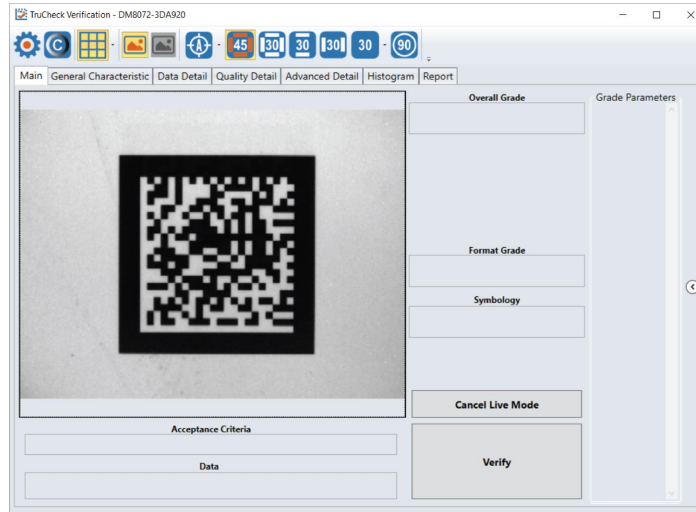 TruCheck Verification - DM8072-3DA920
A
45
30
30
30
30
90
Main
General Characteristic
Data Detail
Quality Detail
Advanced Detail
Histogram
Report
Overall Grade
Grade Parameters
Format Grade
Symbology
Cancel Live Mode
Acceptance Criteria
Verify
Data